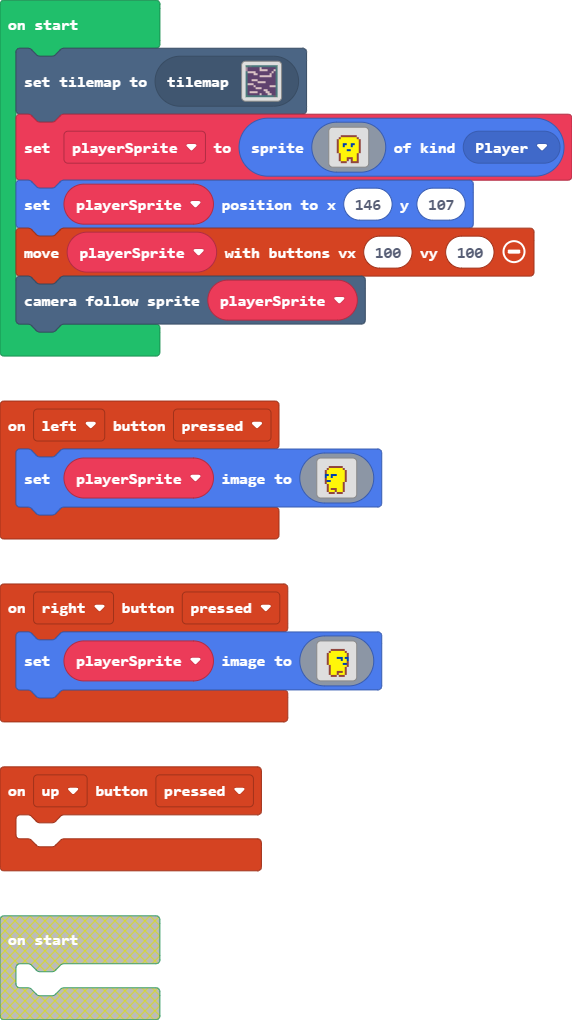 on start
set tilemap to tilemap
set playerSprite to sprite of kind Player
set playerSprite position to x 146 y 107
move playerSprite with buttons vx 100 vy 100
camera follow sprite playerSprite
on left button pressed
set playerSprite image to
on right button pressed
set playerSprite image to
on up button pressed
on start